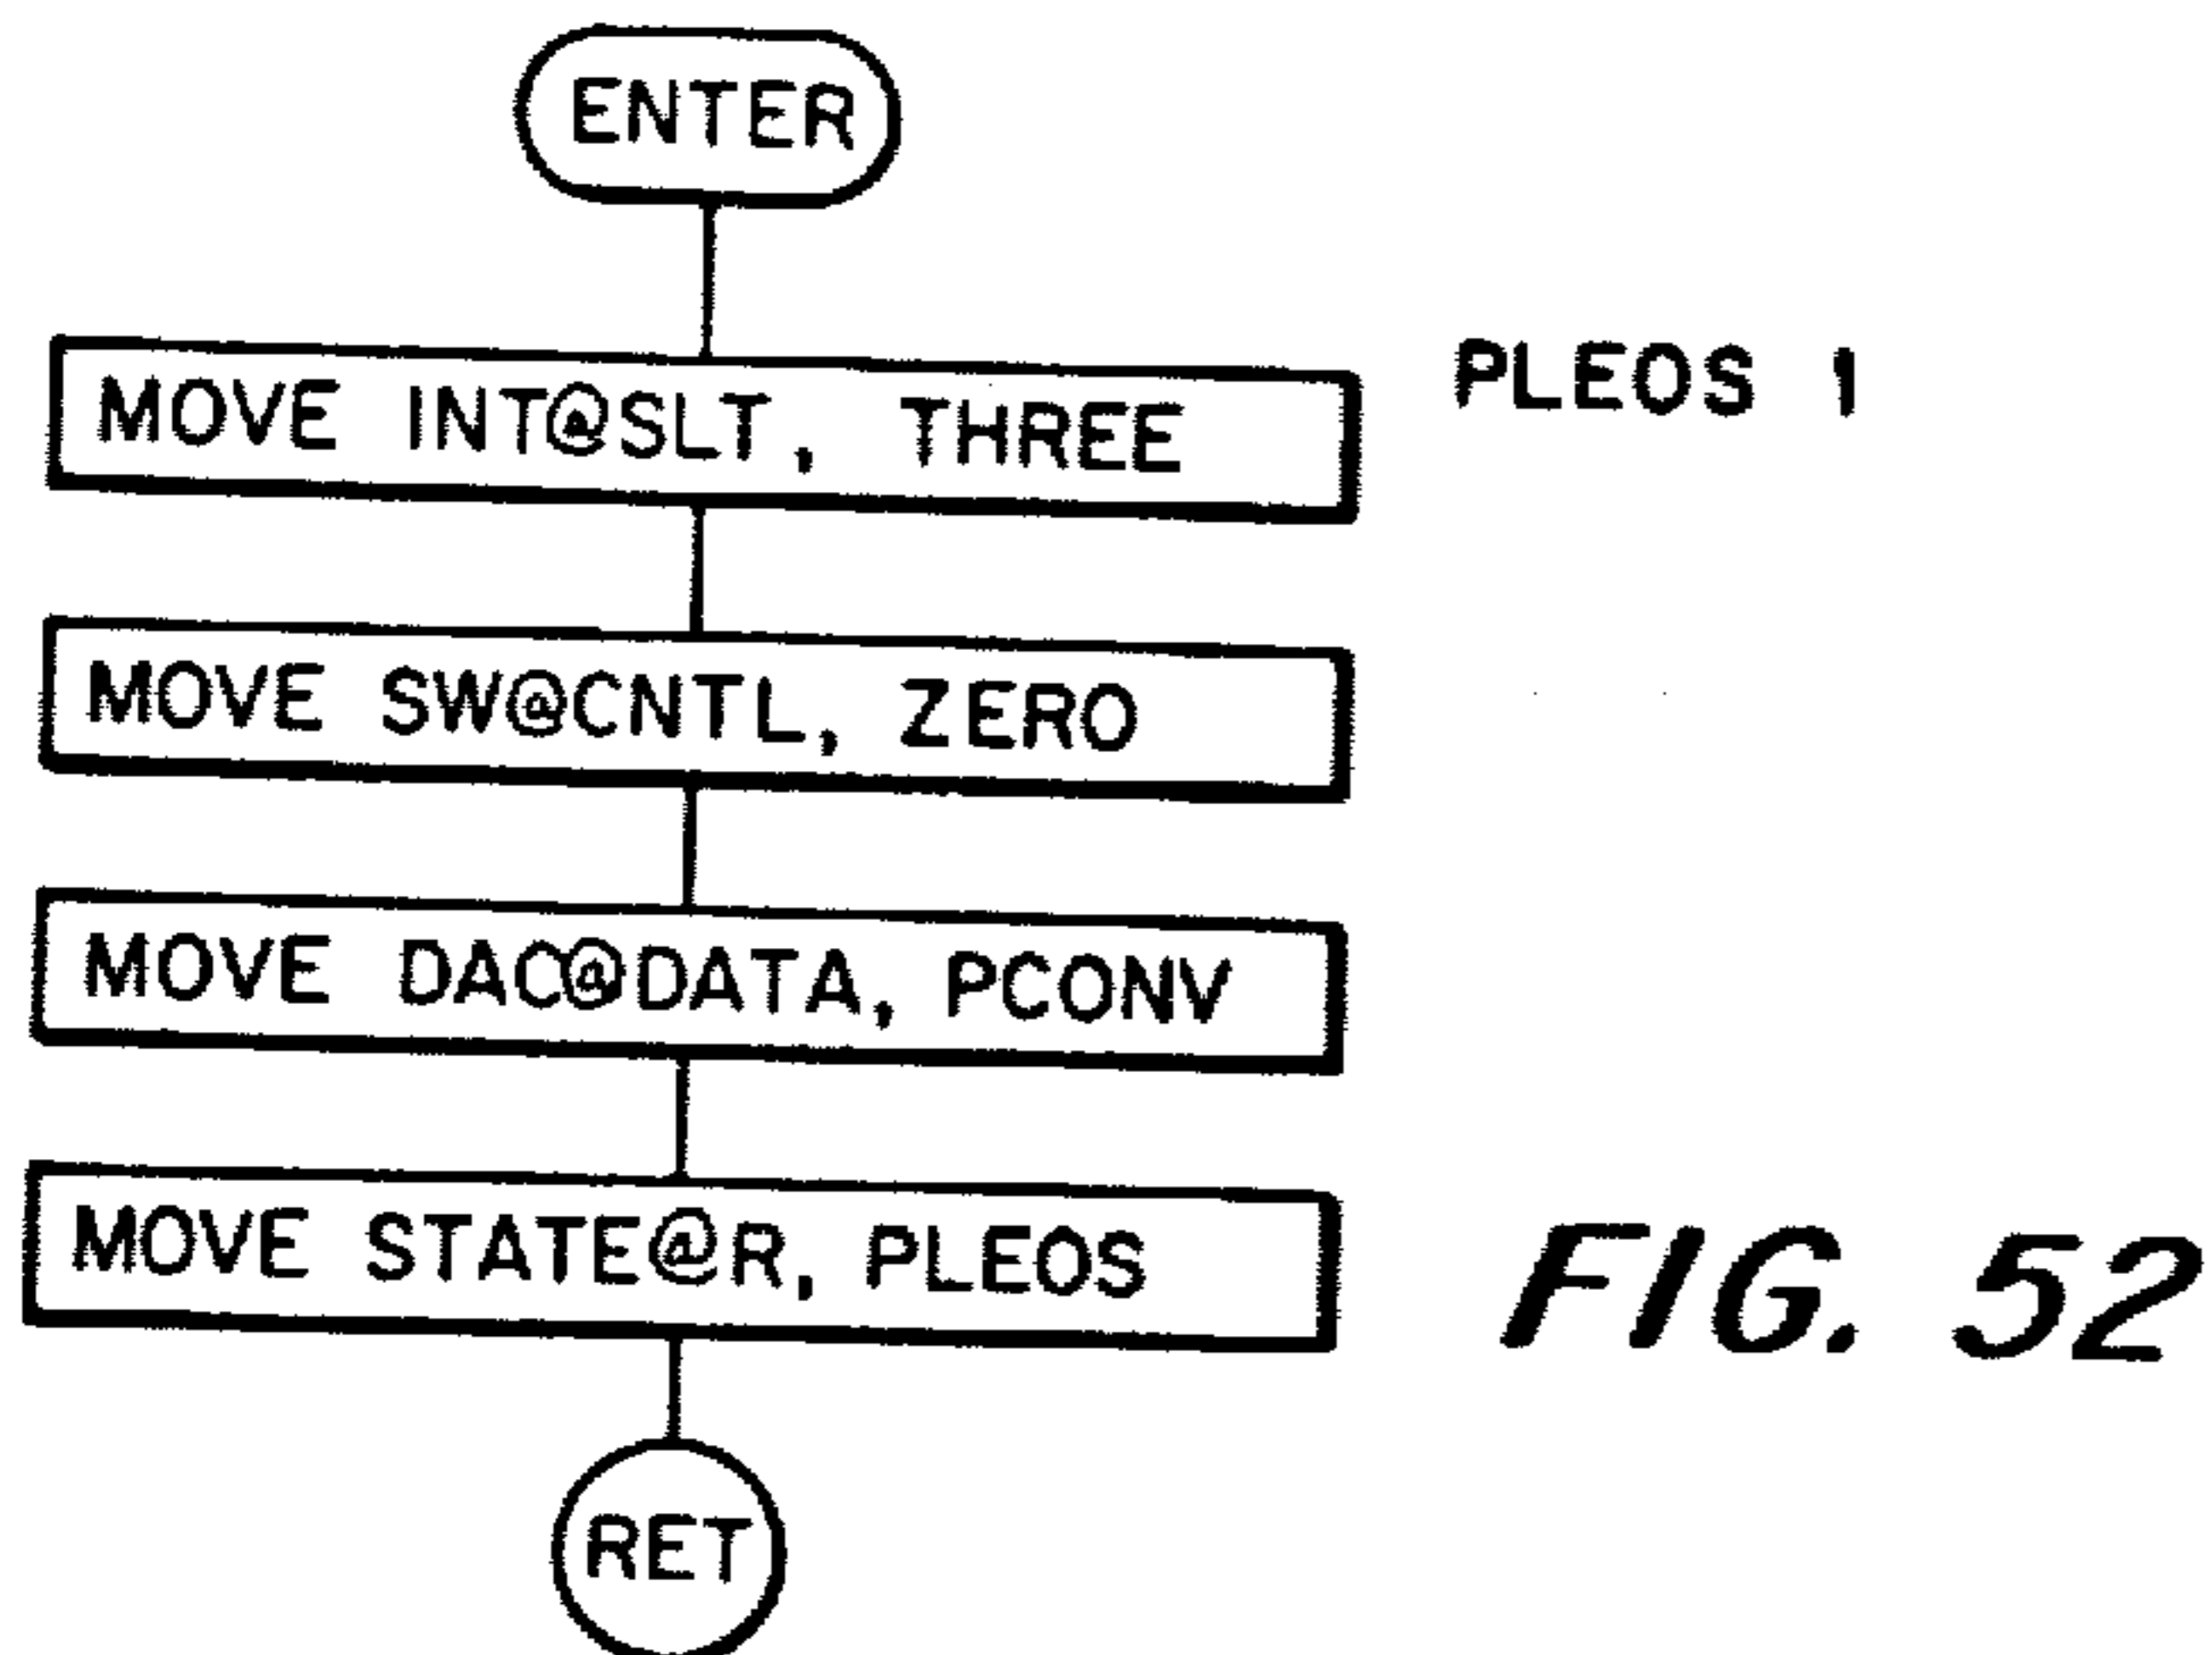 ENTER
MOVE INT@SLT, THREE
PLEOS 1
MOVE SW@CNTL, ZERO
MOVE DAC@DATA, PCONV
MOVE STATE@R, PLEOS
FIG. 52
RET